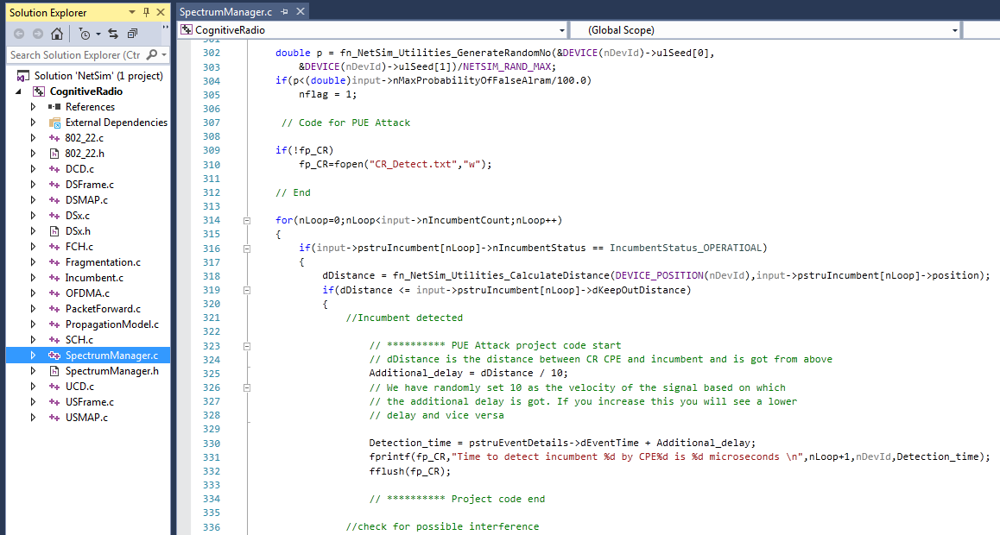 Solution Explorer
Search Solution Explorer (Ctr
Solution 'NetSim' (1 project)
CognitiveRadio
References
External Dependencies
802_22.c
802_22.h
DCD.c
DSFrame.c
DSMAP.c
DSx.c
DSx.h
FCH.c
Fragmentation.c
Incumbent.c
OFDMA.c
PacketForward.c
PropagationModel.c
SCH.c
SpectrumManager.c
SpectrumManager.h
UCD.c
USFrame.c
USMAP.c
SpectrumManager.c
CognitiveRadio (Global Scope)
301
302 double p = fn_NetSim_Utilities_GenerateRandomNo(&DEVICE(nDevId)->ulSeed[0],
303 &DEVICE(nDevId)->ulSeed[1])/NETSIM_RAND_MAX;
304 if(p<(double)input->nMaxProbabilityOfFalseAlram/100.0)
305 nflag = 1;
306
307 // Code for PUE Attack
308
309 if(!fp_CR)
310 fp_CR=fopen("CR_Detect.txt","w");
311
312 // End
313
314 for(nLoop=0;nLoop<input->nIncumbentCount;nLoop++)
315 {
316 if(input->pstruIncumbent[nLoop]->nIncumbentStatus == IncumbentStatus_OPERATIOAL)
317 {
318 dDistance = fn_NetSim_Utilities_CalculateDistance(DEVICE_POSITION(nDevId),input->pstruIncumbent[nLoop]->position);
319 if(dDistance <= input->pstruIncumbent[nLoop]->dKeepOutDistance)
320 {
321 //Incumbent detected
322
323 // ********** PUE Attack project code start
324 // dDistance is the distance between CR CPE and incumbent and is got from above
325 Additional_delay = dDistance / 10;
326 // We have randomly set 10 as the velocity of the signal based on which
327 // the additional delay is got. If you increase this you will see a lower
328 // delay and vice versa
329
330 Detection_time = pstruEventDetails->dEventTime + Additional_delay;
331 fprintf(fp_CR,"Time to detect incumbent %d by CPE%d is %d microseconds \n",nLoop+1,nDevId,Detection_time);
332 fflush(fp_CR);
333
334 // ********** Project code end
335
336 //check for possible interference